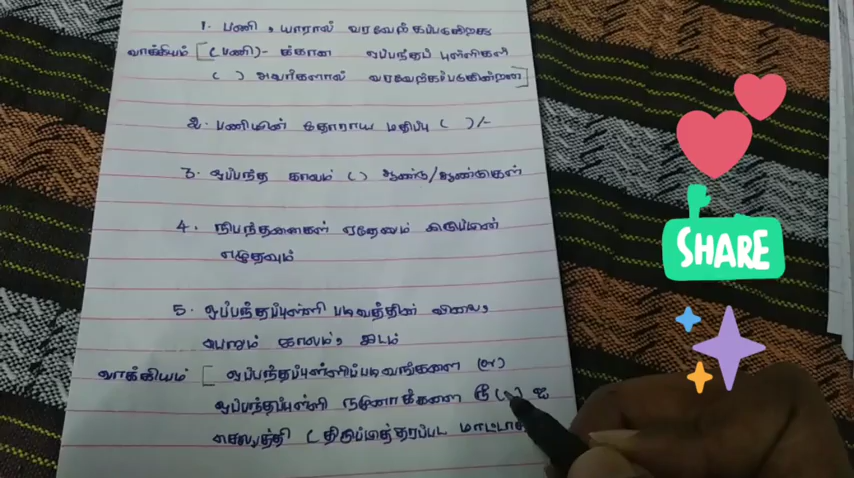 1. பணி, யாரால் வரவேற்கப்படுகிறது
வாக்கியம் [(பணி)- க்கான ஒப்பந்தப் புள்ளிகள்
( ) அவர்களால் வரவேற்கப்படுகின்றன]
2. பணியின் தோராய மதிப்பு ( )/-
3. ஒப்பந்த காலம் ( ) ஆண்டு/ஆண்டுகள்
4. நிபந்தனைகள் ஏதேனும் இருப்பின்
எழுதவும்
5. ஒப்பந்தப்புள்ளி படிவத்தின் விலை,
பெறும் காலம், இடம்
வாக்கியம் [ ஒப்பந்தப்புள்ளிப்படிவங்களை (அ)
ஒப்பந்தப்புள்ளி நமூனாக்களை ரூ ( ) ஐ
செலுத்தி (திருப்பித்தரப்பட
SHARE